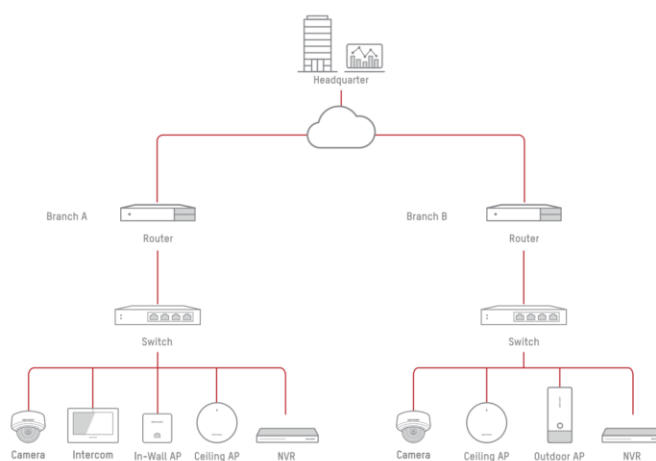 Headquarter
Branch A
Router
Branch B
Router
Switch
Switch
Camera
Intercom
In-Wall AP
Ceiling AP
NVR
Camera
Ceiling AP
Outdoor AP
NVR